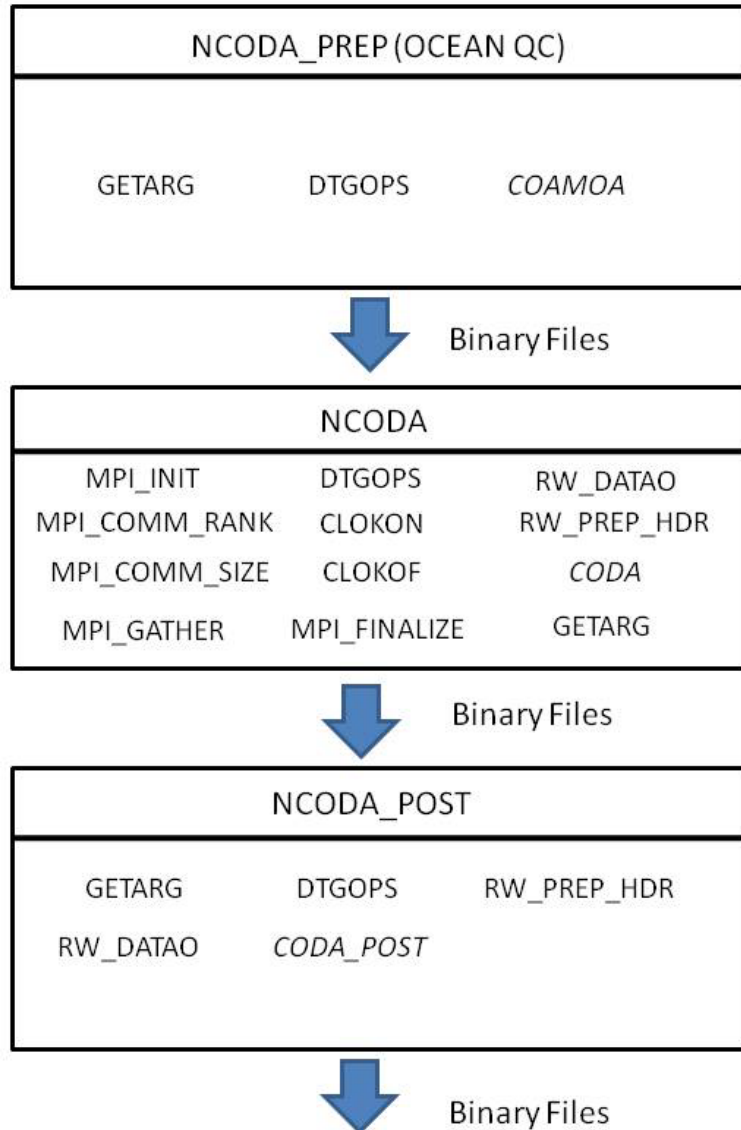 NCODA_PREP (OCEAN QC)
GETARG DTGOPS COAMOA
Binary Files
NCODA
MPI_INIT DTGOPS RW_DATAO
MPI_COMM_RANK CLOKON RW_PREP_HDR
MPI_COMM_SIZE CLOKOF CODA
MPI_GATHER MPI_FINALIZE GETARG
Binary Files
NCODA_POST
GETARG DTGOPS RW_PREP_HDR
RW_DATAO CODA_POST
Binary Files